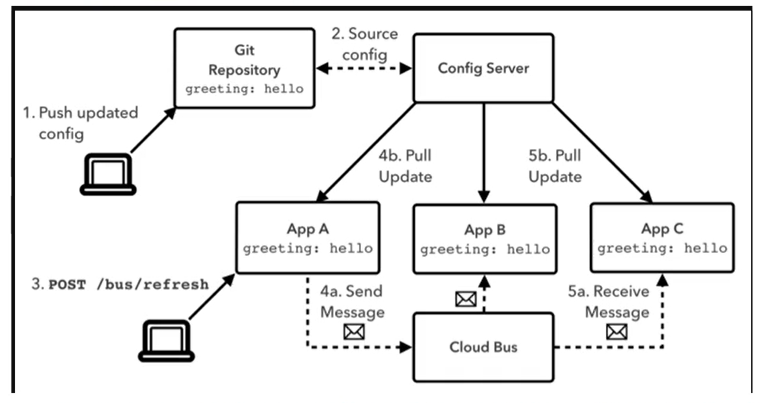 Git
Repository
greeting: hello
2. Source
config
Config Server
1. Push updated
config
4b. Pull
Update
5b. Pull
Update
App A
greeting: hello
App B
greeting: hello
App C
greeting: hello
3. POST /bus/refresh
4a. Send
Message
5a. Receive
Message
Cloud Bus